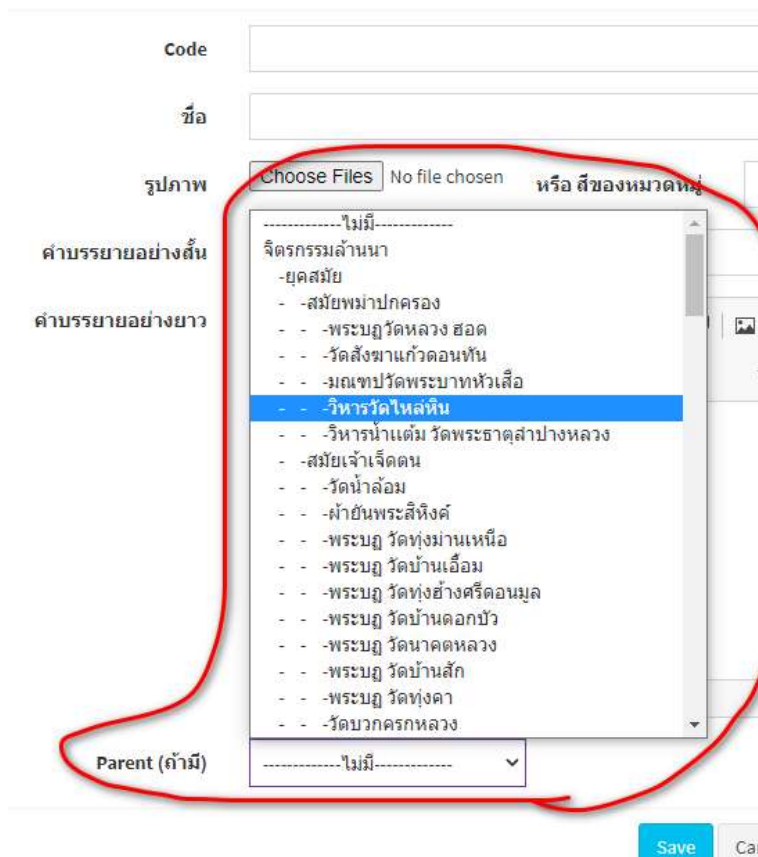 Code
ชื่อ
รูปภาพ Choose Files No file chosen หรือ สีของหมวดหมู่
-------------ไม่มี-------------
จิตรกรรมล้านนา
คำบรรยายอย่างสั้น
-ยุคสมัย
- -สมัยพม่าปกครอง
คำบรรยายอย่างยาว
- - -พระบฏวัดหลวง ฮอด
- - -วัดสังฆาแก้วดอนทัน
- - -มณฑปวัดพระบาทหัวเสือ
- - -วิหารวัดไหล่หิน
- - -วิหารน้ำแต้ม วัดพระธาตุลำปางหลวง
- -สมัยเจ้าเจ็ดตน
- - -วัดน้ำล้อม
- - -ผ้ายันพระสิหิงค์
- - -พระบฏ วัดทุ่งม่านเหนือ
- - -พระบฏ วัดบ้านเอื้อม
- - -พระบฏ วัดทุ่งฮ้างศรีดอนมูล
- - -พระบฏ วัดบ้านดอกบัว
- - -พระบฏ วัดนาคตหลวง
- - -พระบฏ วัดบ้านสัก
- - -พระบฏ วัดทุ่งคา
- - -วัดบวกครกหลวง
Parent (ถ้ามี) -------------ไม่มี-------------
Save